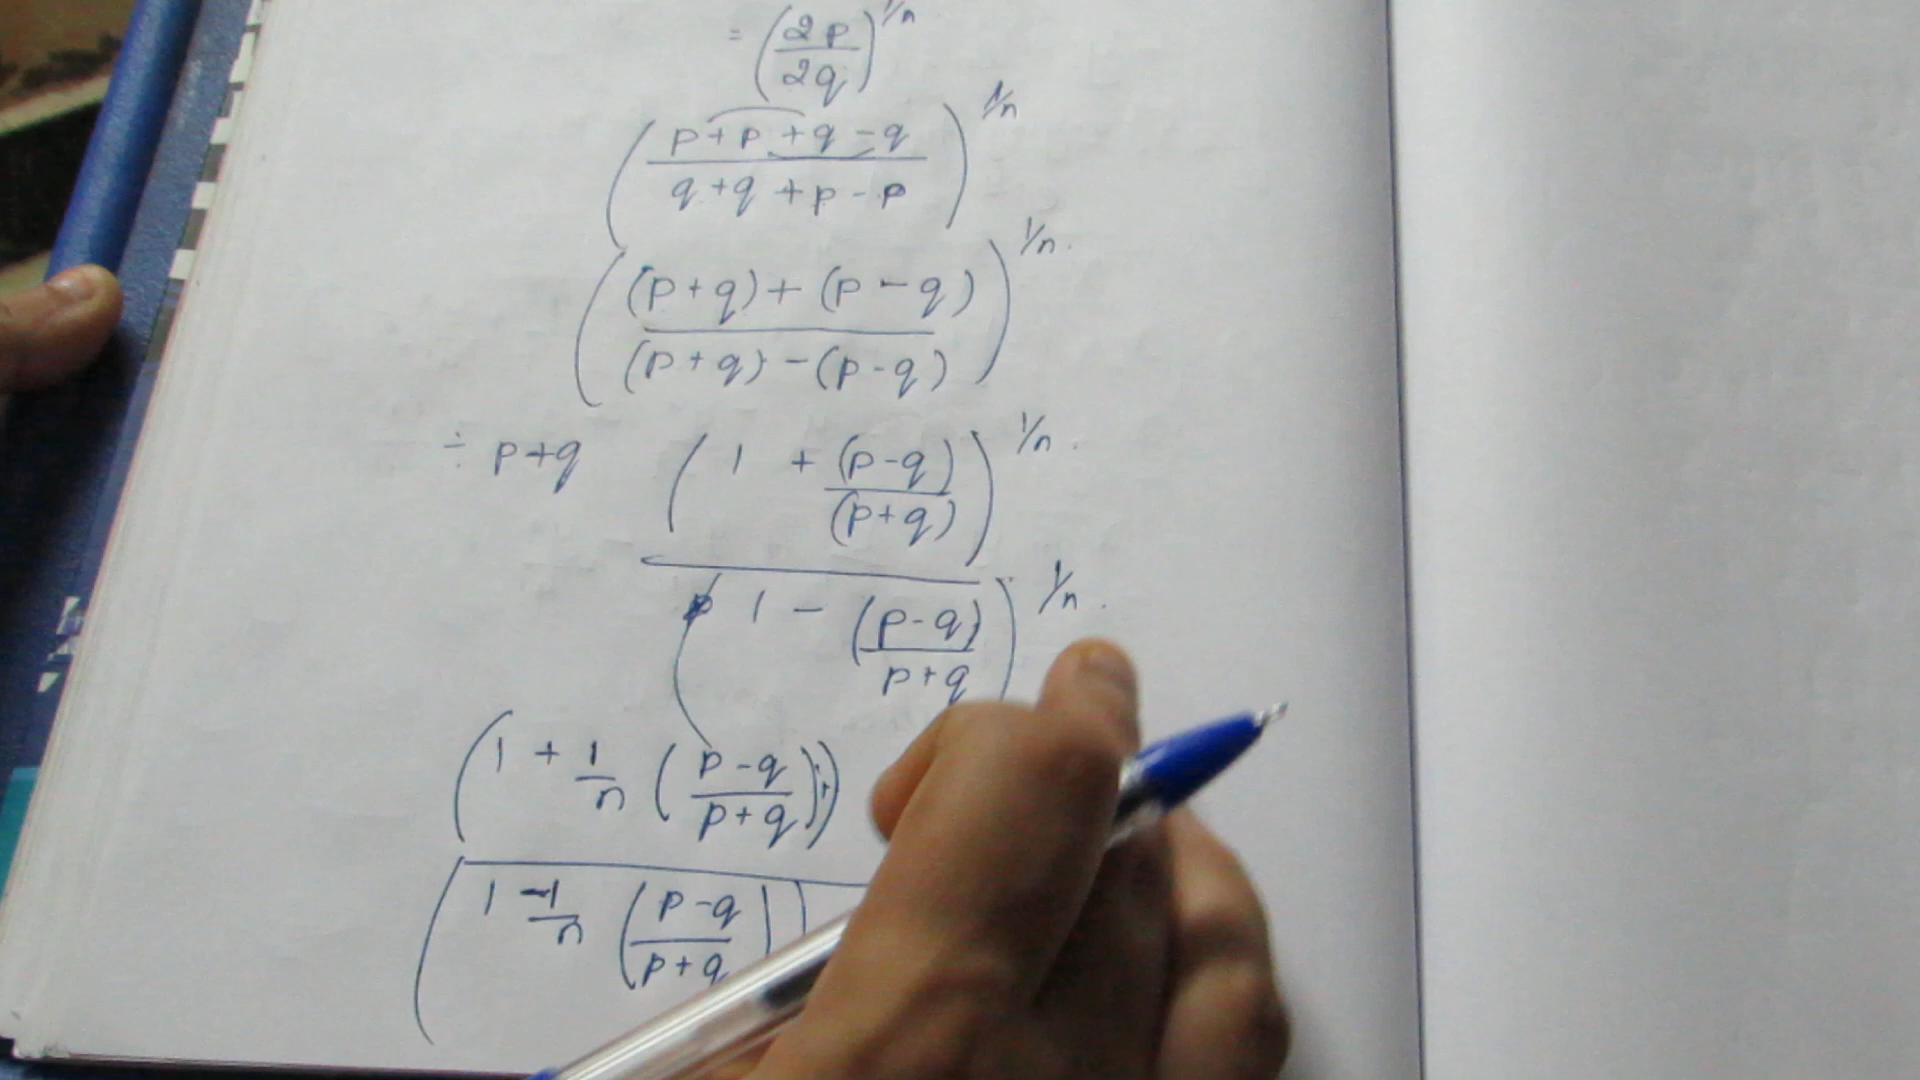 = (2p/2q)^1/n
((p+p+q-q)/(q+q+p-p))^1/n
(((p+q)+(p-q))/((p+q)-(p-q)))^1/n.
÷ p+q (1 + (p-q)/(p+q))^1/n.
(1 - (p-q)/(p+q))^1/n.
(1 + 1/n ((p-q)/(p+q)) +)
(1 - 1/n ((p-q)/(p+q)))